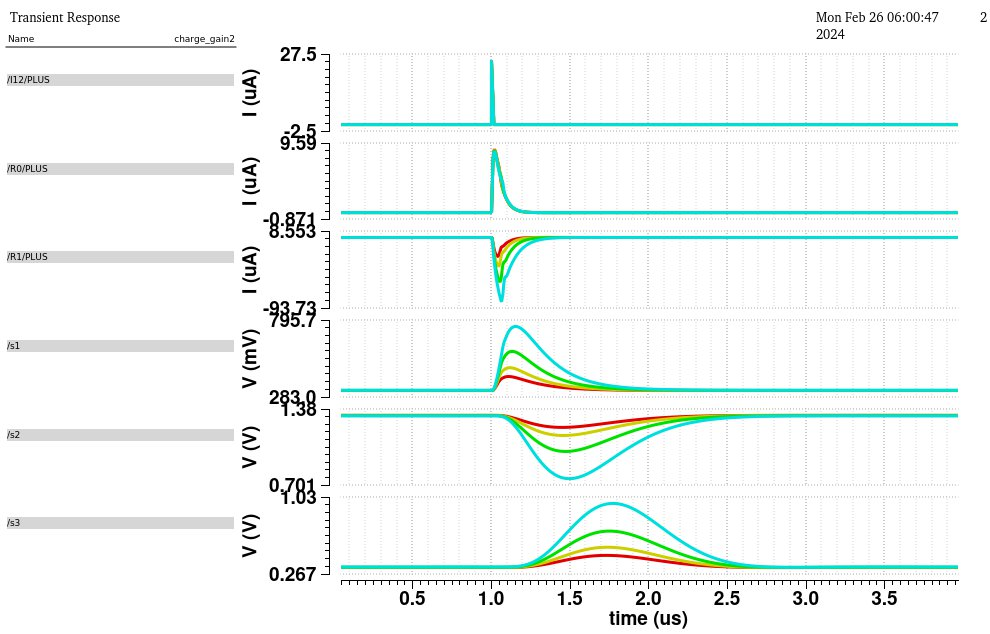 Transient Response
Mon Feb 26 06:00:47 2
2024
Name charge_gain2
/I12/PLUS
27.5
I (uA)
-2.5
/R0/PLUS
9.59
I (uA)
-0.871
/R1/PLUS
8.553
I (uA)
-93.73
/s1
795.7
V (mV)
283.0
/s2
1.38
V (V)
0.701
/s3
1.03
V (V)
0.267
0.5 1.0 1.5 2.0 2.5 3.0 3.5
time (us)